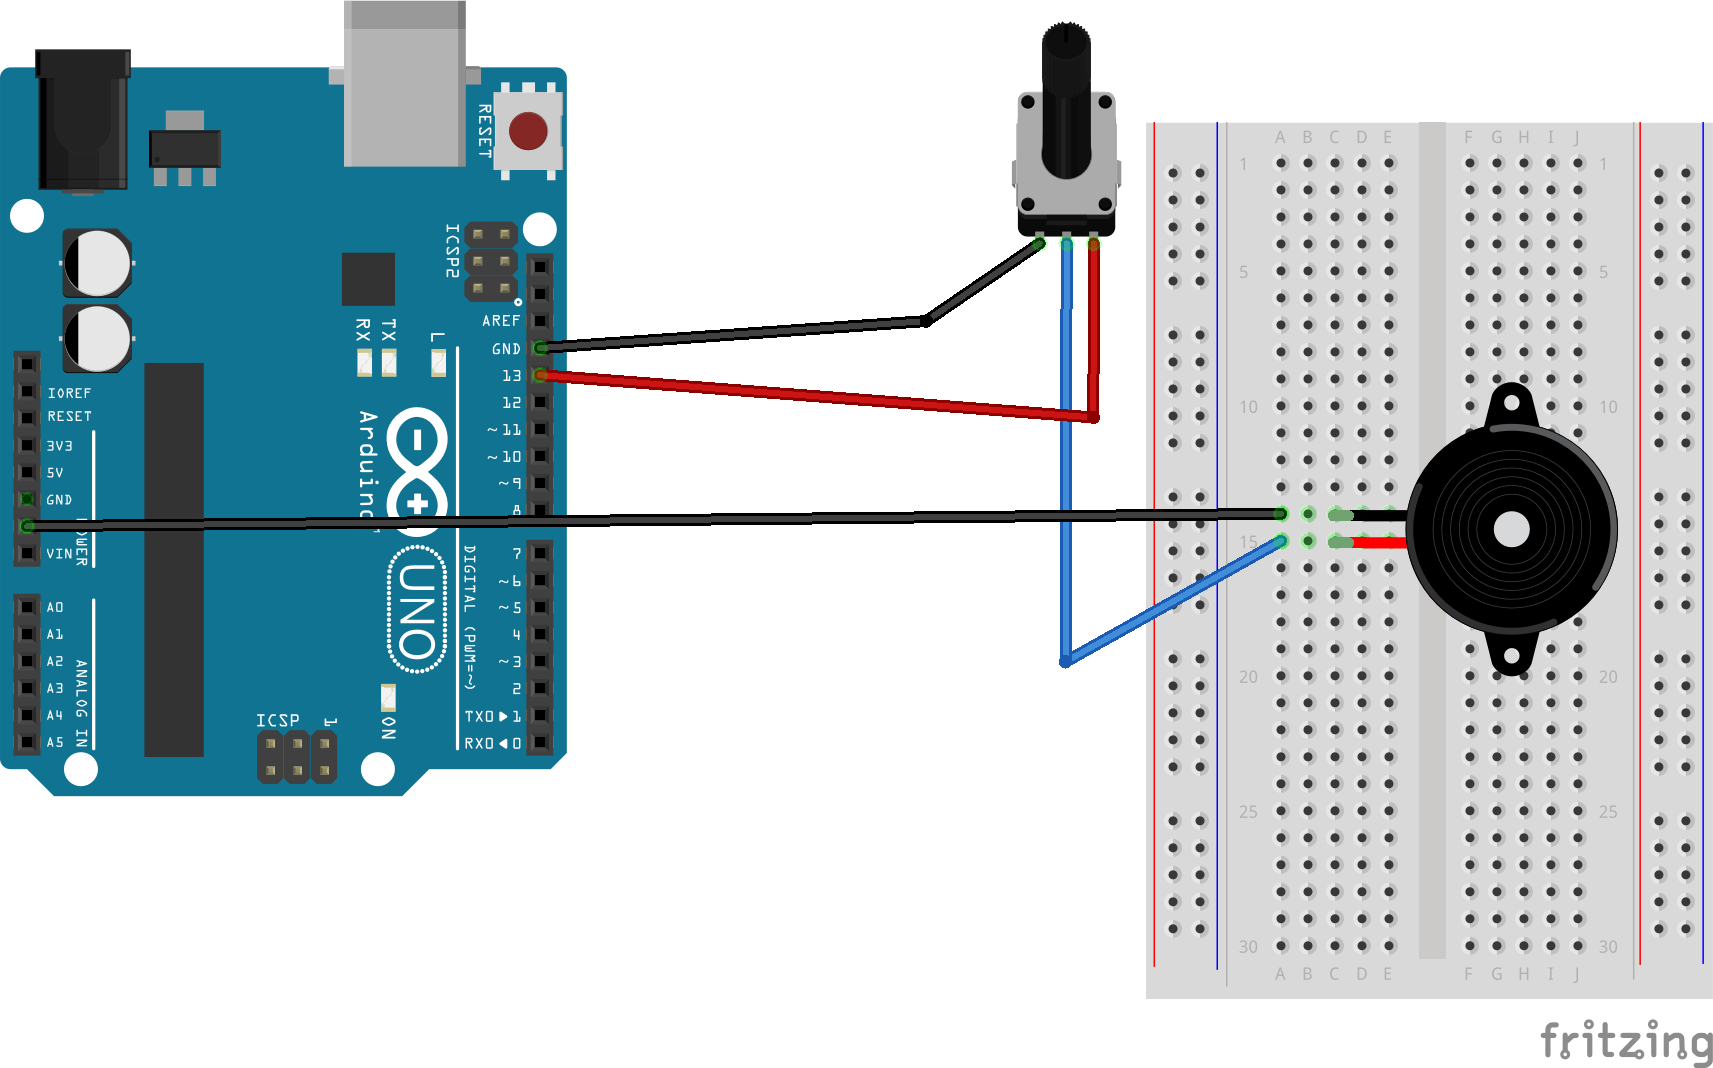 RESET
ICSP2
AREF
GND
RX
TX
L
13
12
~11
~10
~9
8
IOREF
RESET
3V3
5V
GND
VIN
Arduino
UNO
7
~6
~5
4
~3
2
TX0▶1
RX0◀0
DIGITAL (PWM=~)
A0
A1
A2
A3
A4
A5
ANALOG IN
ICSP
1
ON
A B C D E F G H I J
1 1
5 5
10 10
15
20 20
25 25
30 30
A B C D E F G H I J
fritzing